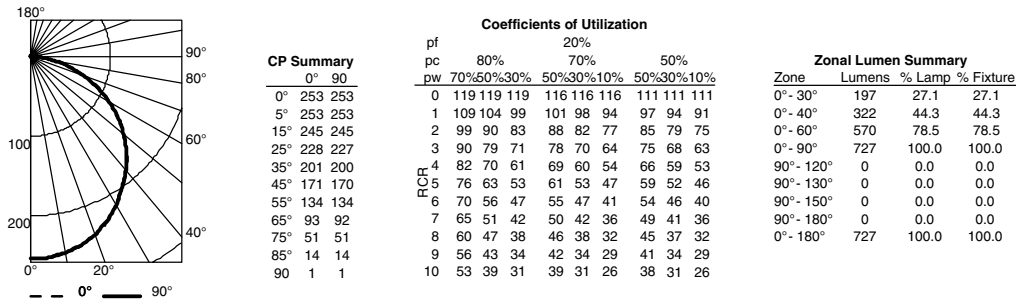 180°
90°
80°
60°
40°
100
200
0° 20°
0° 90°
CP Summary
0° 90
0° 253 253
5° 253 253
15° 245 245
25° 228 227
35° 201 200
45° 171 170
55° 134 134
65° 93 92
75° 51 51
85° 14 14
90 1 1
Coefficients of Utilization
pf 20%
pc 80% 70% 50%
pw 70%50%30% 50%30%10% 50%30%10%
RCR
0 119 119 119 116 116 116 111 111 111
1 109 104 99 101 98 94 97 94 91
2 99 90 83 88 82 77 85 79 75
3 90 79 71 78 70 64 75 68 63
4 82 70 61 69 60 54 66 59 53
5 76 63 53 61 53 47 59 52 46
6 70 56 47 55 47 41 54 46 40
7 65 51 42 50 42 36 49 41 36
8 60 47 38 46 38 32 45 37 32
9 56 43 34 42 34 29 41 34 29
10 53 39 31 39 31 26 38 31 26
Zonal Lumen Summary
Zone Lumens % Lamp % Fixture
0°- 30° 197 27.1 27.1
0°- 40° 322 44.3 44.3
0°- 60° 570 78.5 78.5
0°- 90° 727 100.0 100.0
90°- 120° 0 0.0 0.0
90°- 130° 0 0.0 0.0
90°- 150° 0 0.0 0.0
90°- 180° 0 0.0 0.0
0°- 180° 727 100.0 100.0